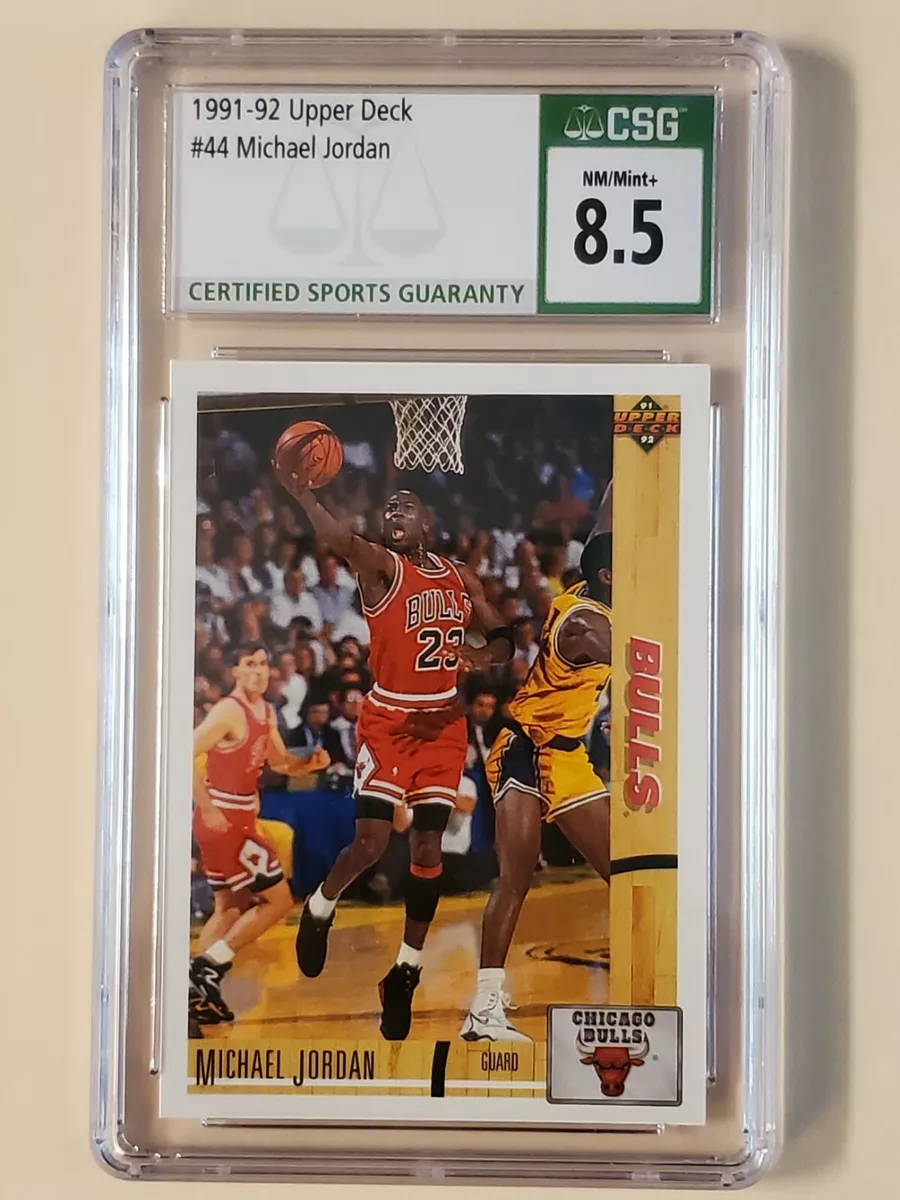 1991-92 Upper Deck
#44 Michael Jordan
CSG
NM/Mint+
8.5
CERTIFIED SPORTS GUARANTY
91
UPPER
DECK
92
BULLS
23
BULLS
MICHAEL JORDAN
GUARD
CHICAGO
BULLS